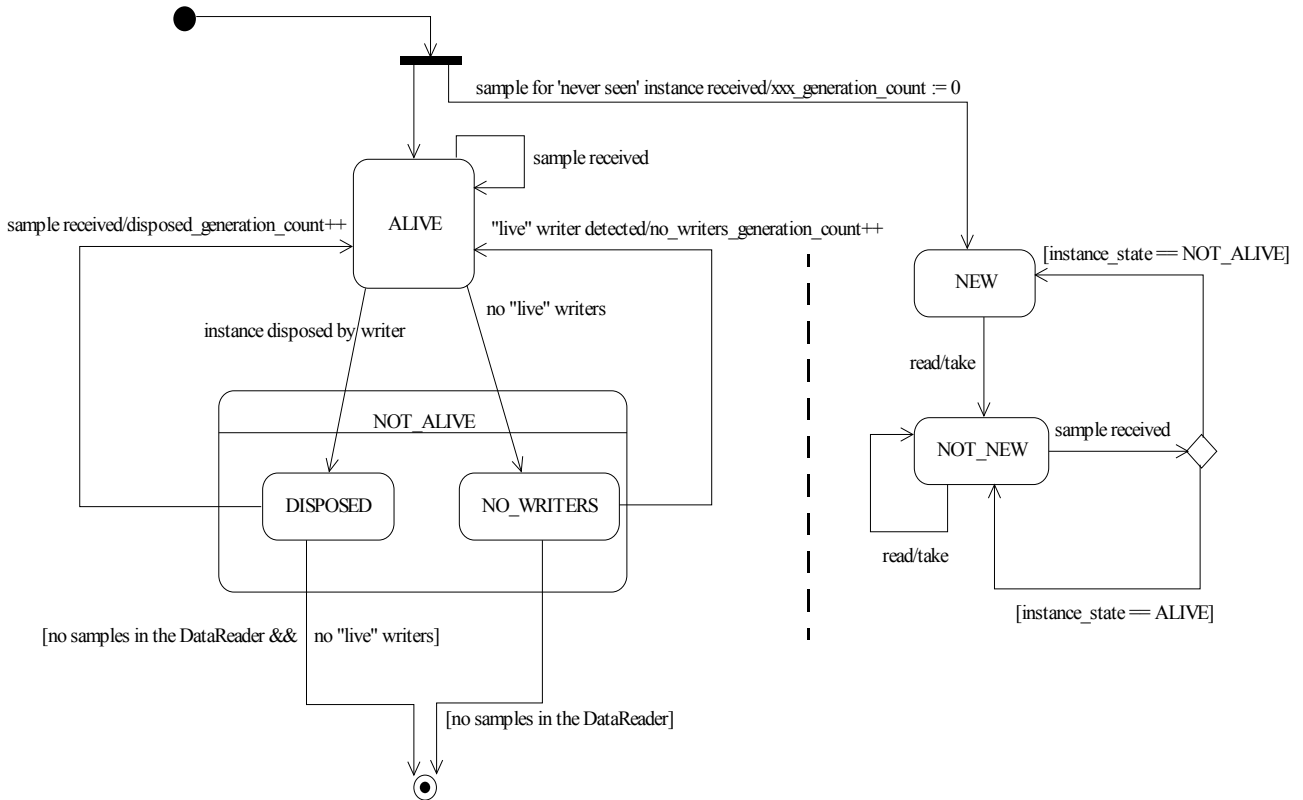 sample for 'never seen' instance received/xxx_generation_count := 0
sample received
ALIVE
sample received/disposed_generation_count++
"live" writer detected/no_writers_generation_count++
[instance_state == NOT_ALIVE]
NEW
no "live" writers
instance disposed by writer
read/take
NOT_ALIVE
sample received
NOT_NEW
DISPOSED
NO_WRITERS
read/take
[instance_state == ALIVE]
[no samples in the DataReader && no "live" writers]
[no samples in the DataReader]